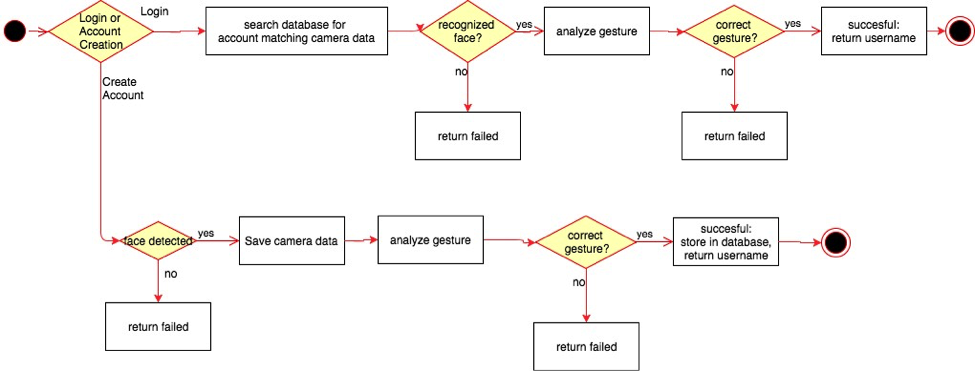 Login or
Account
Creation
Login
search database for
account matching camera data
recognized
face?
yes
analyze gesture
correct
gesture?
yes
succesful:
return username
no
no
return failed
return failed
Create
Account
face detected
yes
Save camera data
analyze gesture
correct
gesture?
yes
succesful:
store in database,
return username
no
no
return failed
return failed